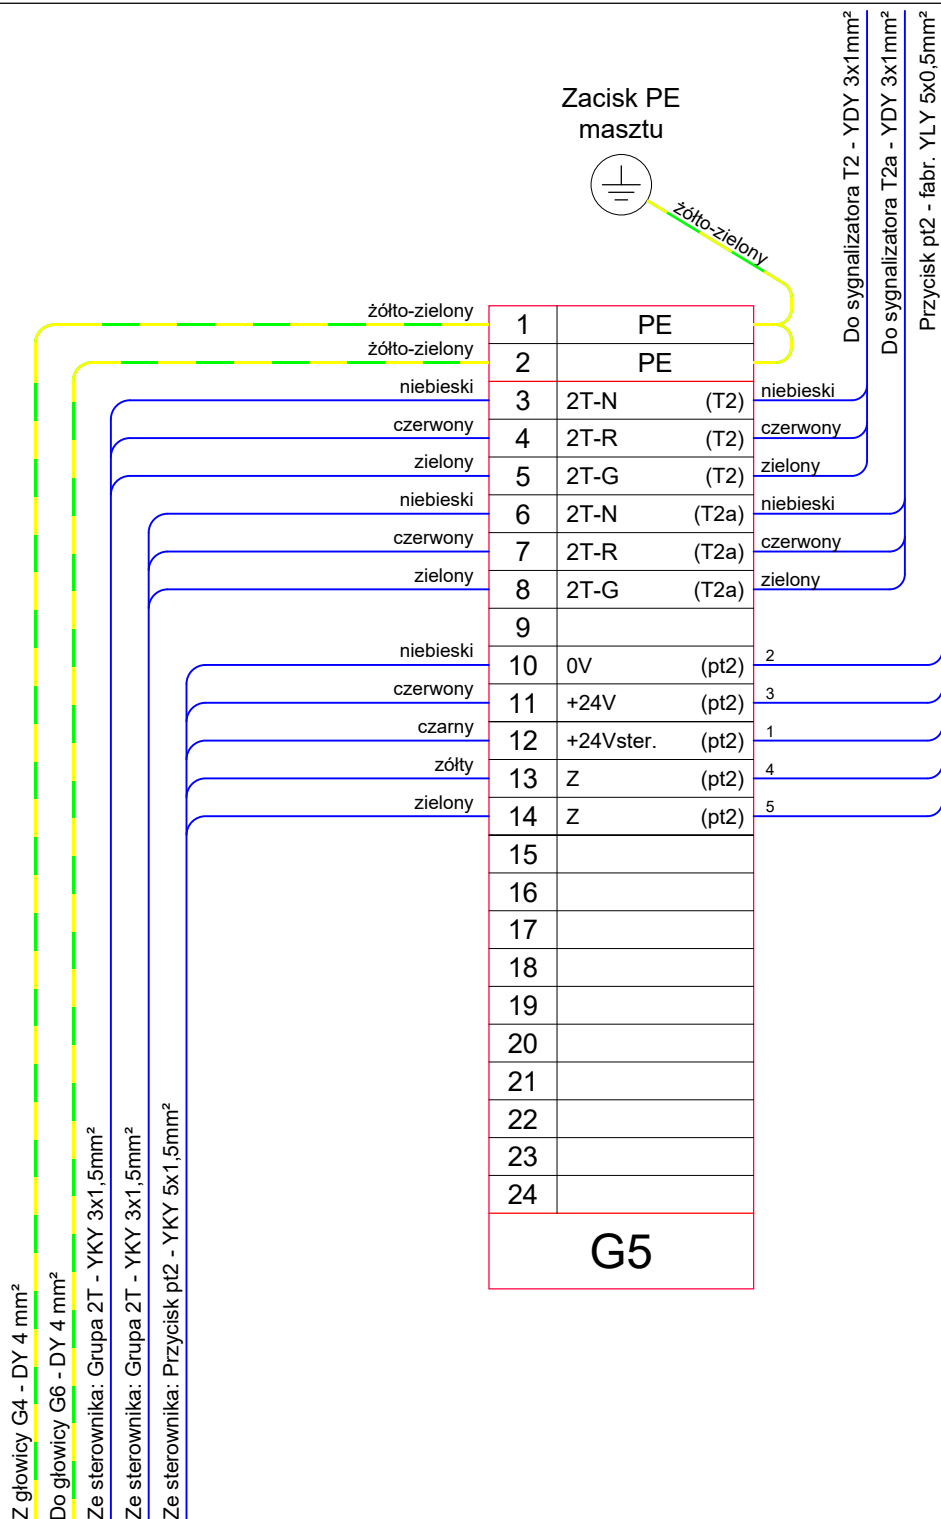 Zacisk PE
masztu
żółto-zielony
Do sygnalizatora T2 - YDY 3x1mm²
Do sygnalizatora T2a - YDY 3x1mm²
Przycisk pt2 - fabr. YLY 5x0,5mm²
żółto-zielony 1 PE
żółto-zielony 2 PE
niebieski 3 2T-N (T2) niebieski
czerwony 4 2T-R (T2) czerwony
zielony 5 2T-G (T2) zielony
niebieski 6 2T-N (T2a) niebieski
czerwony 7 2T-R (T2a) czerwony
zielony 8 2T-G (T2a) zielony
9
niebieski 10 0V (pt2) 2
czerwony 11 +24V (pt2) 3
czarny 12 +24Vster. (pt2) 1
zółty 13 Z (pt2) 4
zielony 14 Z (pt2) 5
15
16
17
18
19
20
21
22
23
24
G5
Z głowicy G4 - DY 4 mm²
Do głowicy G6 - DY 4 mm²
Ze sterownika: Grupa 2T - YKY 3x1,5mm²
Ze sterownika: Grupa 2T - YKY 3x1,5mm²
Ze sterownika: Przycisk pt2 - YKY 5x1,5mm²